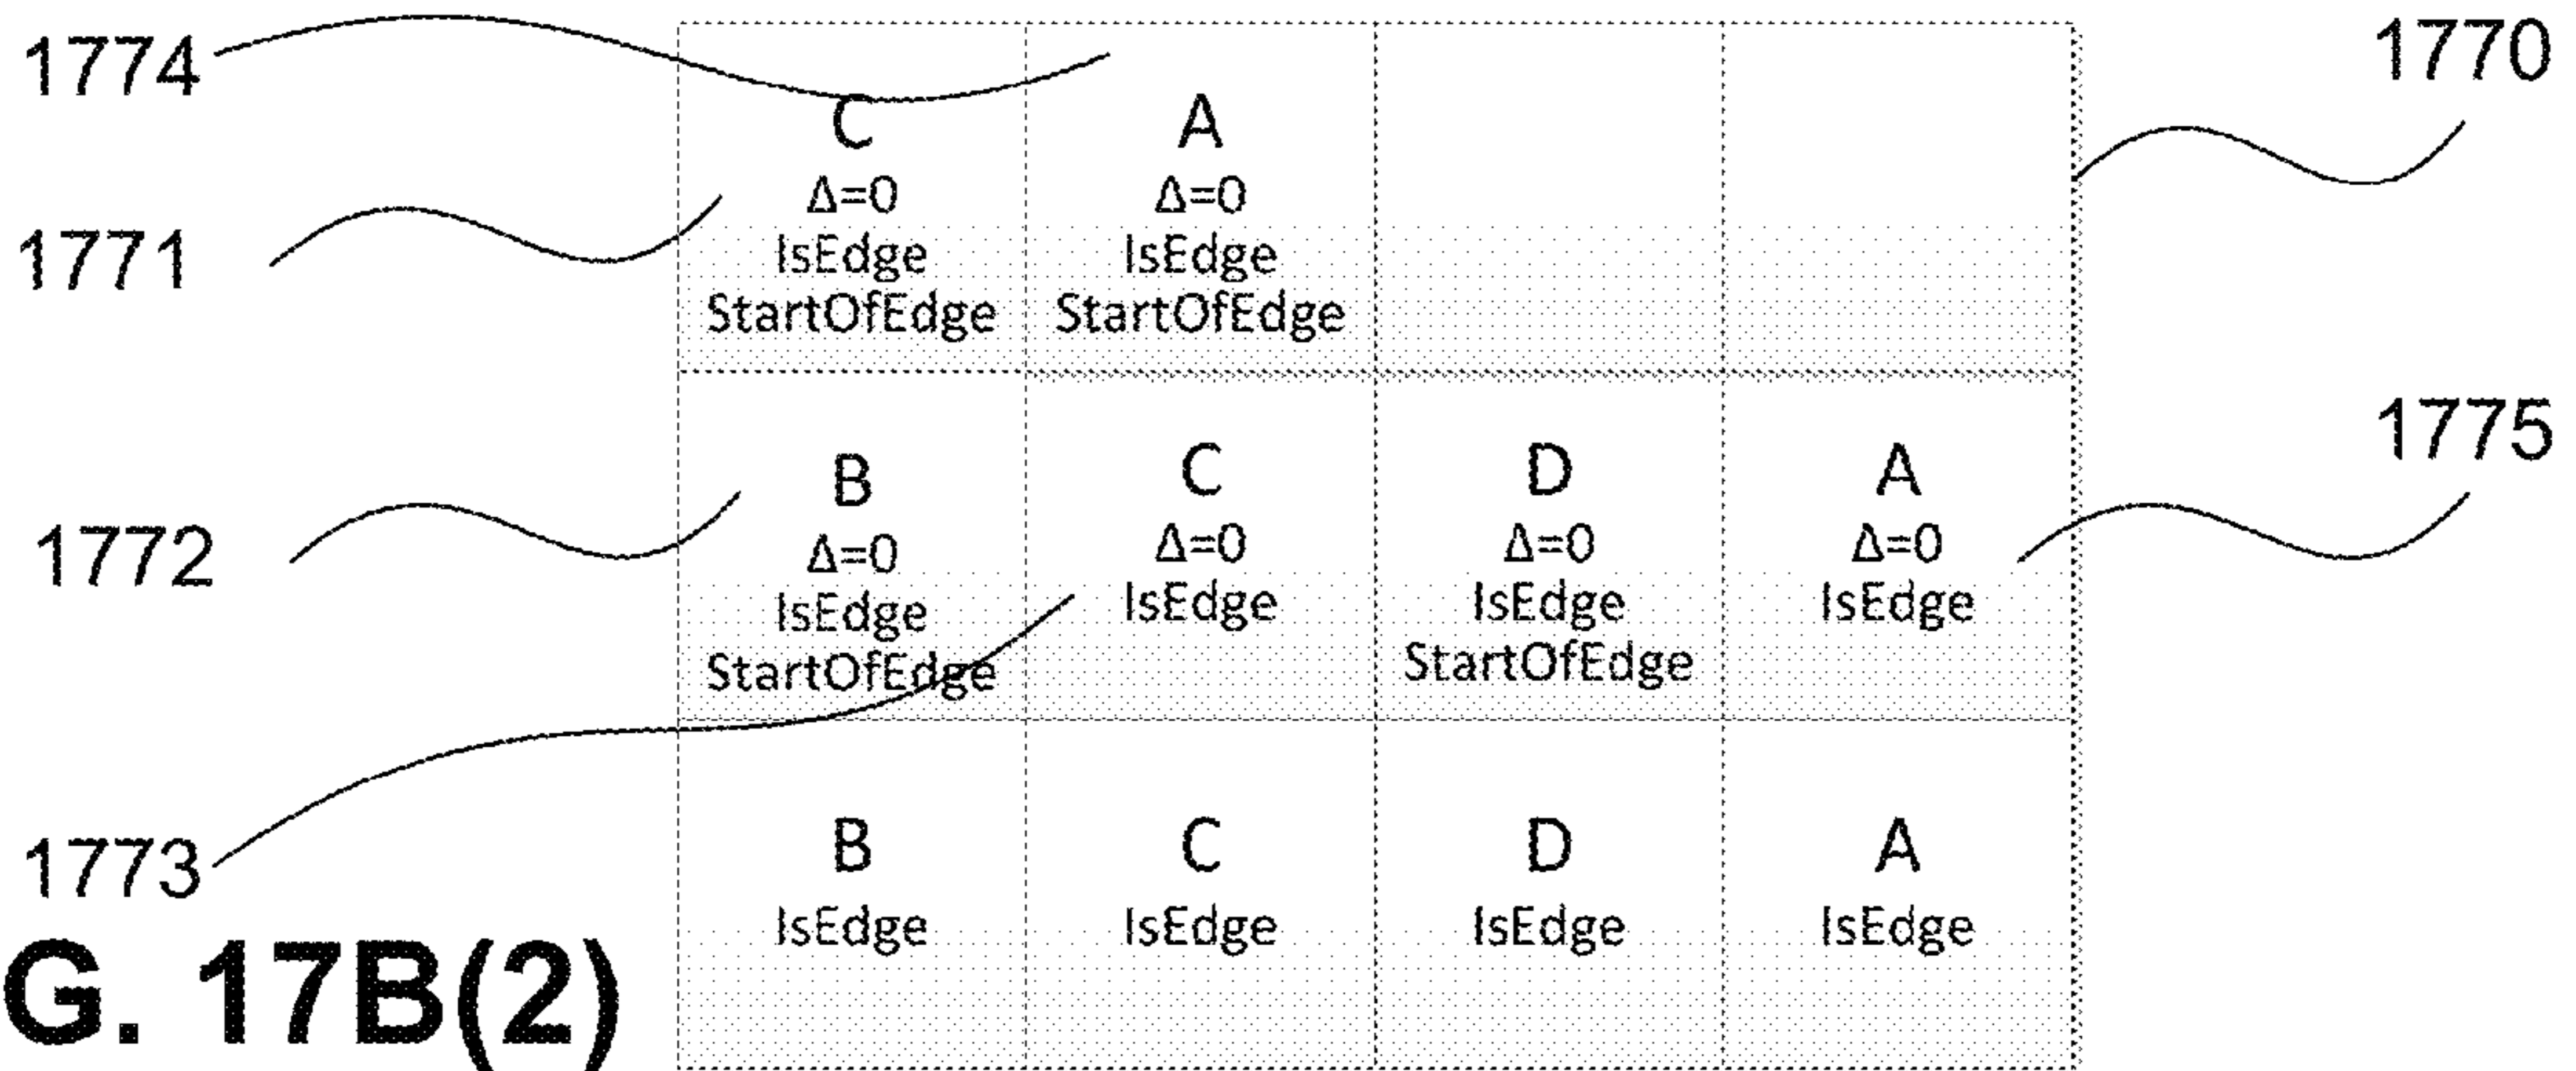 1774
1770
C
Δ=0
IsEdge
StartOfEdge
A
Δ=0
IsEdge
StartOfEdge
1771
1775
B
Δ=0
IsEdge
StartOfEdge
C
Δ=0
IsEdge
D
Δ=0
IsEdge
StartOfEdge
A
Δ=0
IsEdge
1772
1773
B
IsEdge
C
IsEdge
D
IsEdge
A
IsEdge
G. 17B(2)